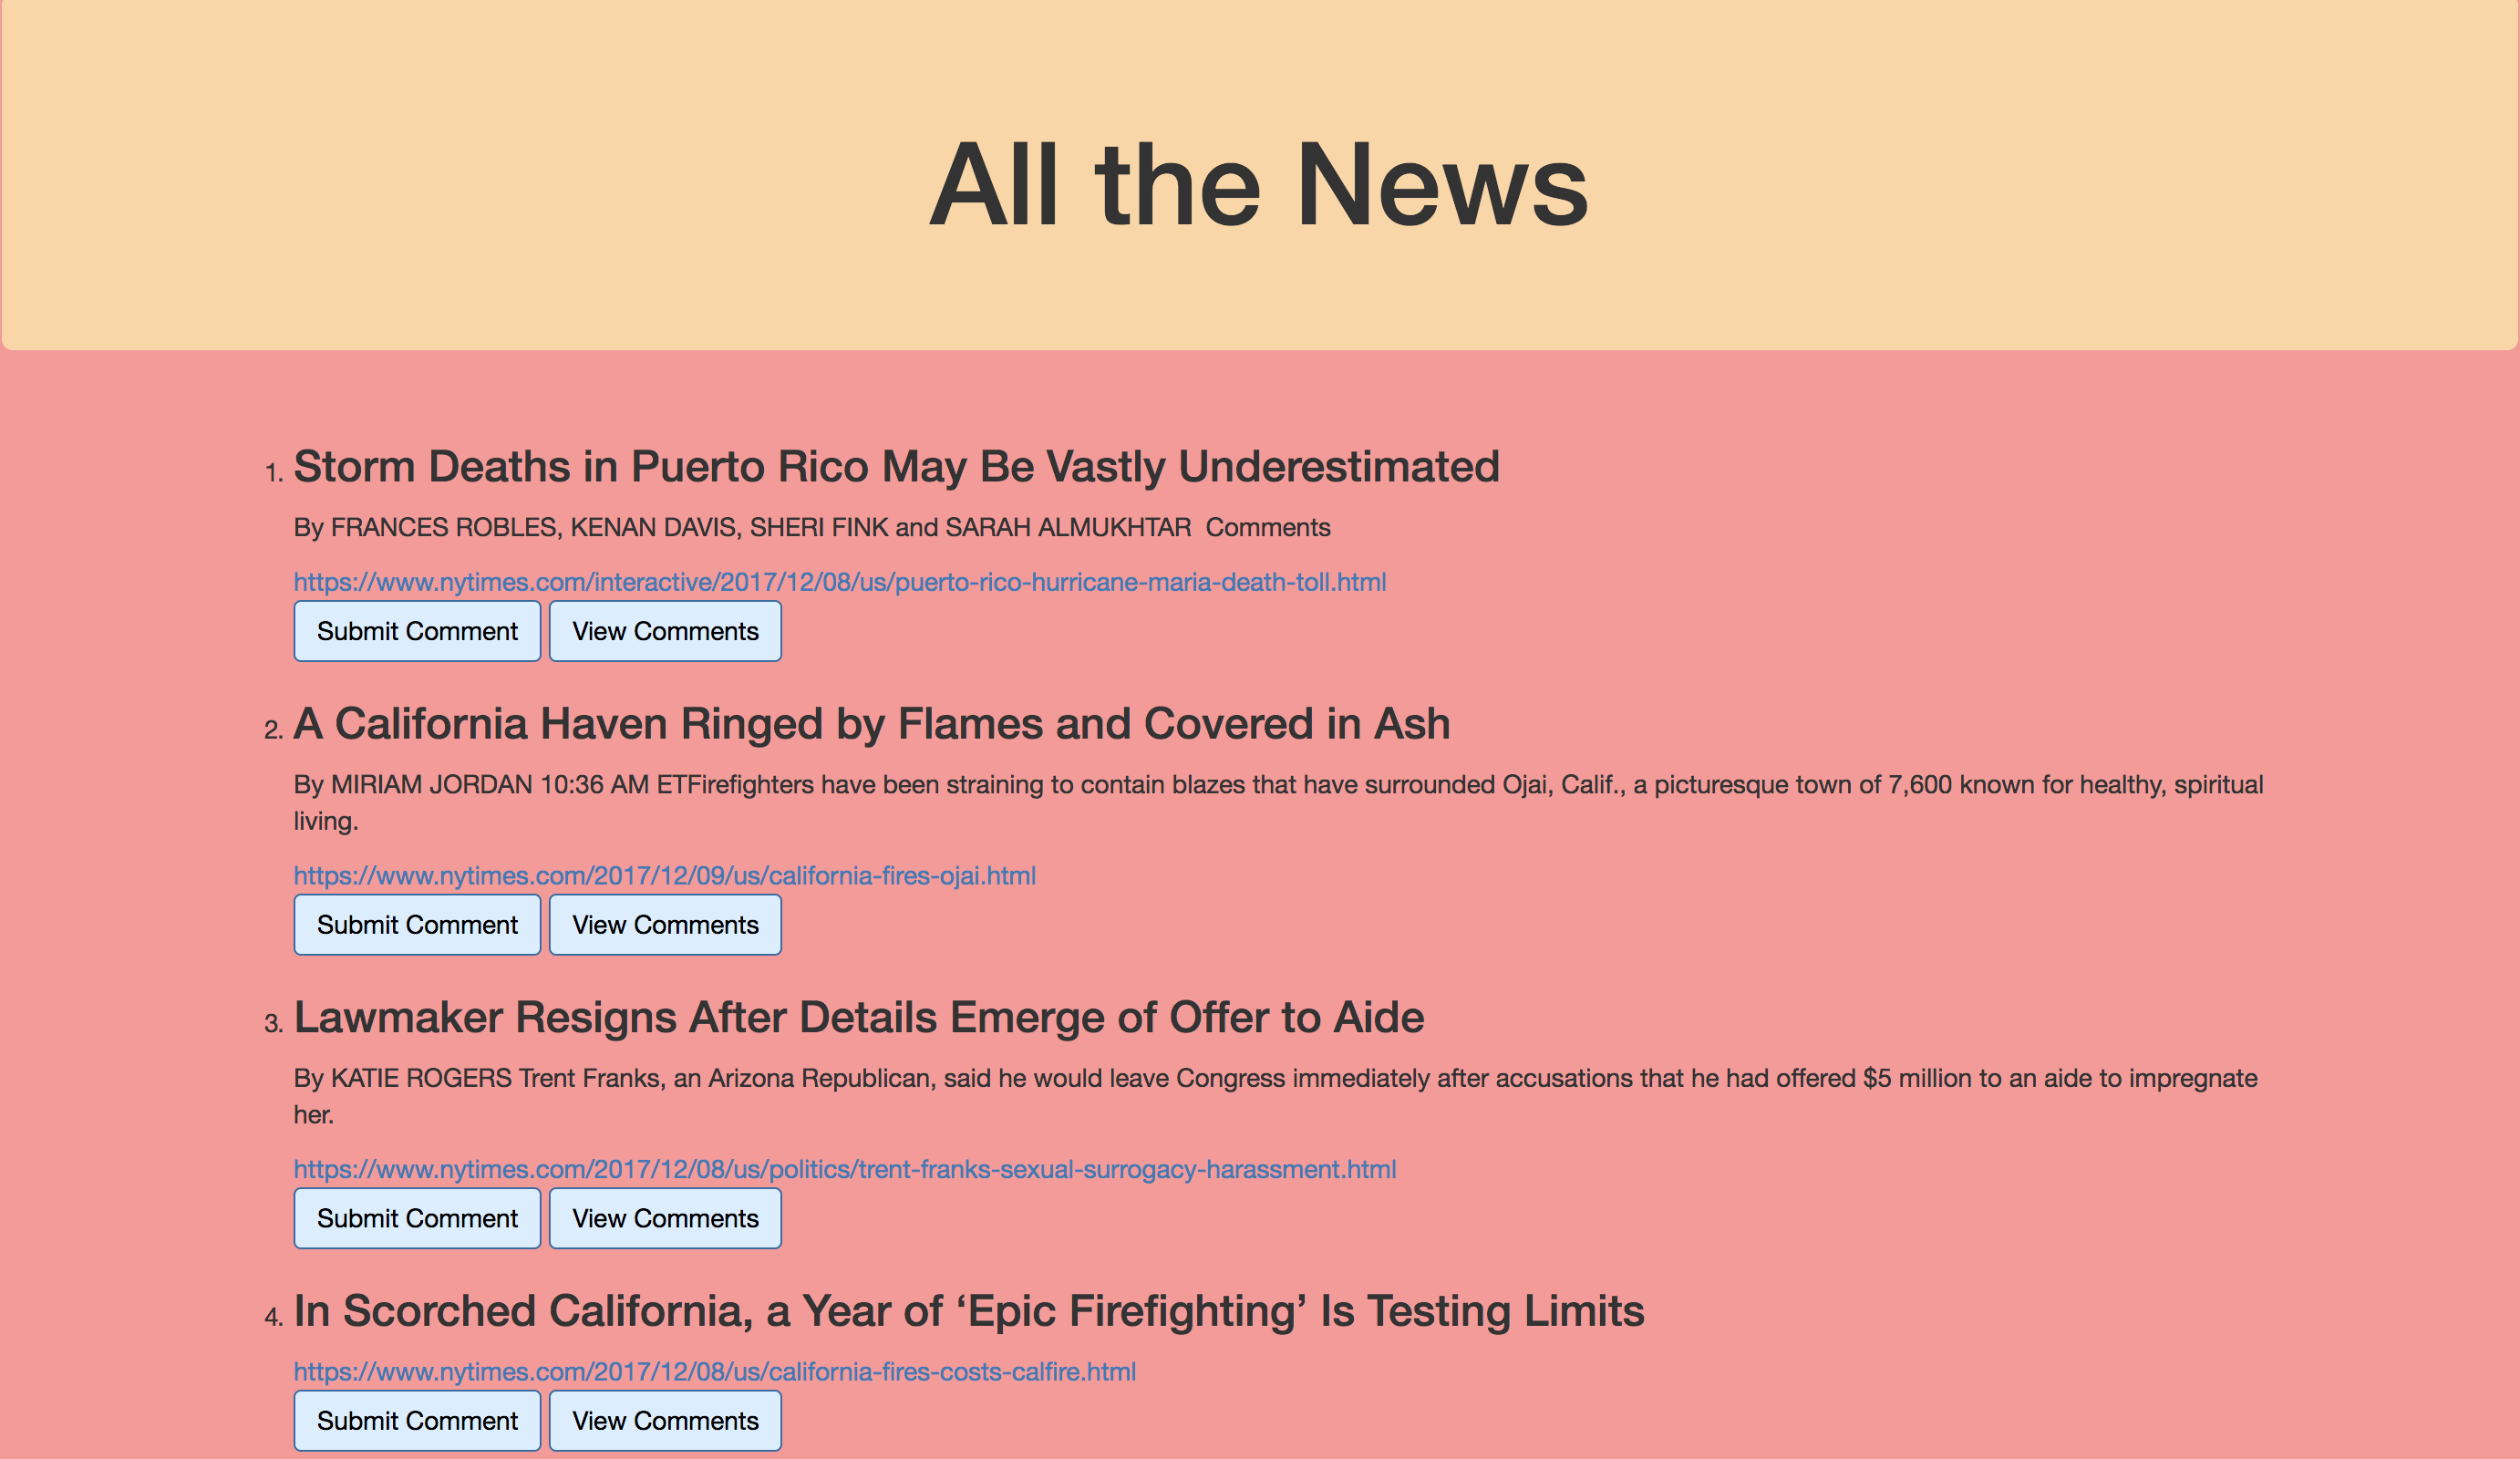 All the News
1. Storm Deaths in Puerto Rico May Be Vastly Underestimated
By FRANCES ROBLES, KENAN DAVIS, SHERI FINK and SARAH ALMUKHTAR  Comments
https://www.nytimes.com/interactive/2017/12/08/us/puerto-rico-hurricane-maria-death-toll.html
Submit Comment View Comments
2. A California Haven Ringed by Flames and Covered in Ash
By MIRIAM JORDAN 10:36 AM ETFirefighters have been straining to contain blazes that have surrounded Ojai, Calif., a picturesque town of 7,600 known for healthy, spiritual
living.
https://www.nytimes.com/2017/12/09/us/california-fires-ojai.html
Submit Comment View Comments
3. Lawmaker Resigns After Details Emerge of Offer to Aide
By KATIE ROGERS Trent Franks, an Arizona Republican, said he would leave Congress immediately after accusations that he had offered $5 million to an aide to impregnate
her.
https://www.nytimes.com/2017/12/08/us/politics/trent-franks-sexual-surrogacy-harassment.html
Submit Comment View Comments
4. In Scorched California, a Year of ‘Epic Firefighting’ Is Testing Limits
https://www.nytimes.com/2017/12/08/us/california-fires-costs-calfire.html
Submit Comment View Comments